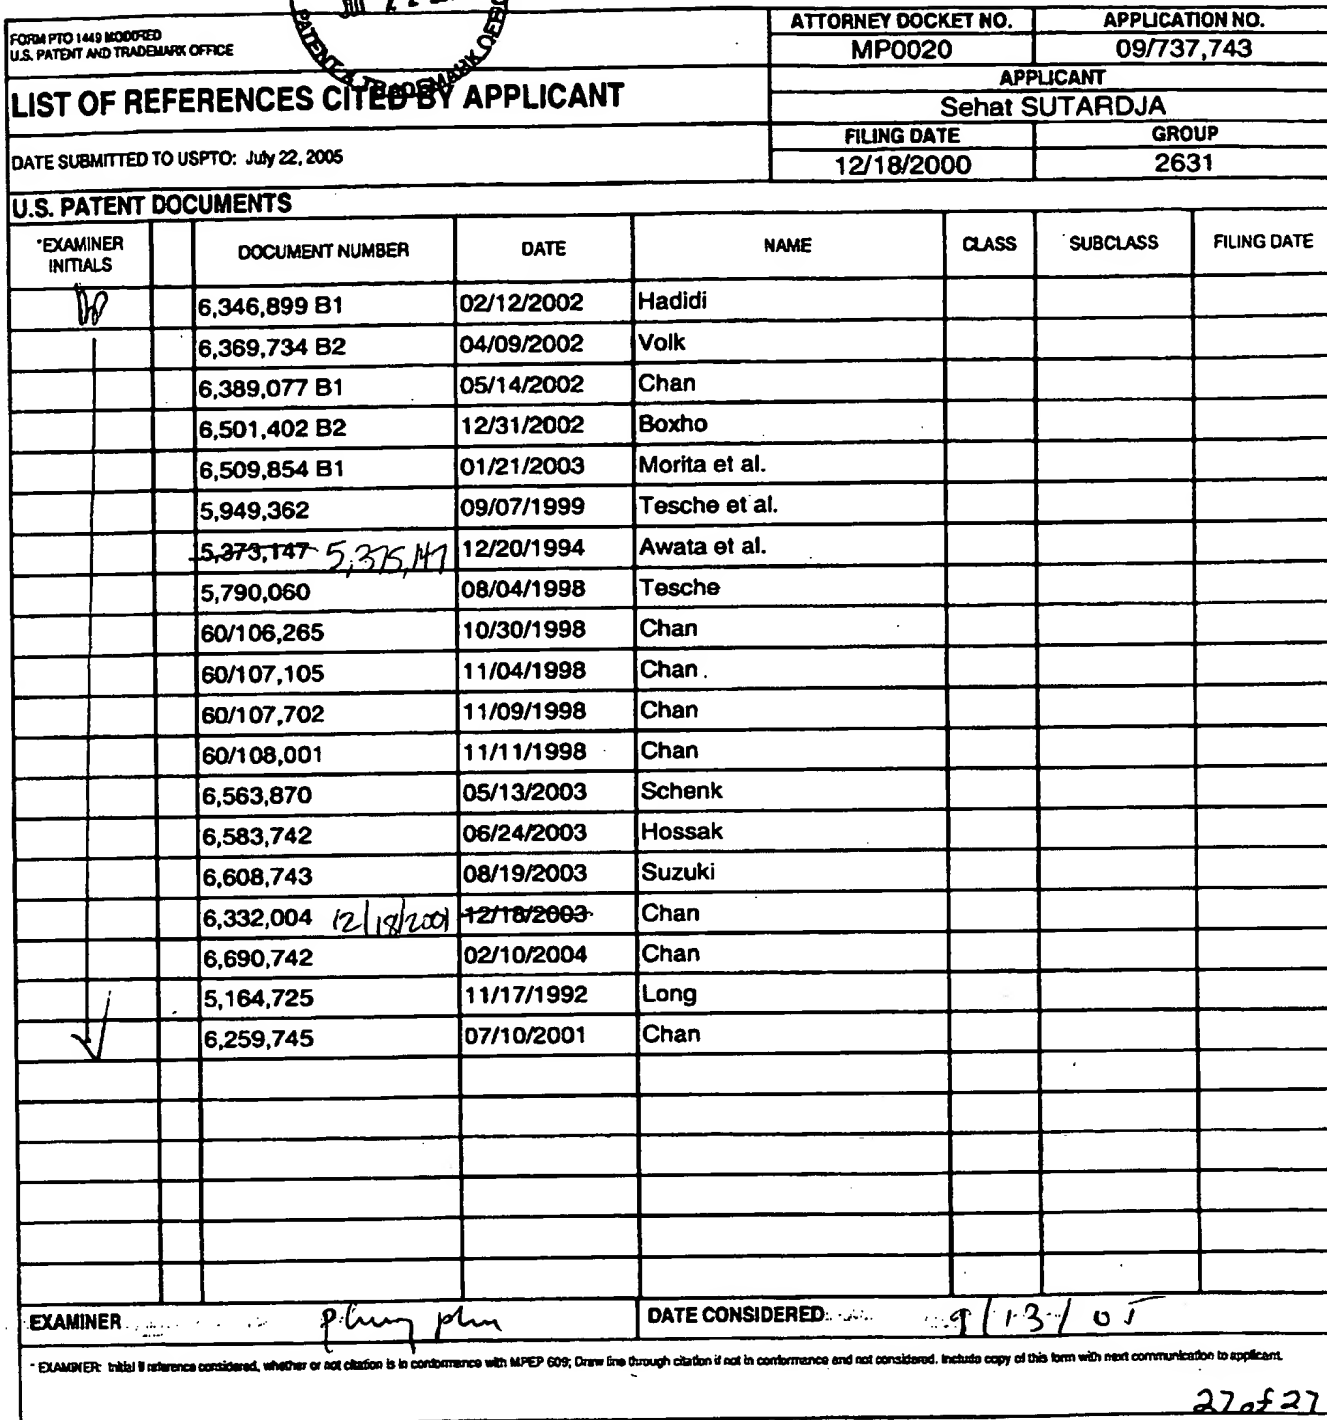 FORM PTO 1449 MODIFIED
U.S. PATENT AND TRADEMARK OFFICE
PATENT & TRADEMARK
ATTORNEY DOCKET NO.
MP0020
APPLICATION NO.
09/737,743
LIST OF REFERENCES CITED BY APPLICANT
APPLICANT
Sehat SUTARDJA
DATE SUBMITTED TO USPTO: July 22, 2005
FILING DATE
12/18/2000
GROUP
2631
U.S. PATENT DOCUMENTS
*EXAMINER INITIALS DOCUMENT NUMBER DATE NAME CLASS SUBCLASS FILING DATE
6,346,899 B1 02/12/2002 Hadidi
6,369,734 B2 04/09/2002 Volk
6,389,077 B1 05/14/2002 Chan
6,501,402 B2 12/31/2002 Boxho
6,509,854 B1 01/21/2003 Morita et al.
5,949,362 09/07/1999 Tesche et al.
5,373,147 5,375,147 12/20/1994 Awata et al.
5,790,060 08/04/1998 Tesche
60/106,265 10/30/1998 Chan
60/107,105 11/04/1998 Chan
60/107,702 11/09/1998 Chan
60/108,001 11/11/1998 Chan
6,563,870 05/13/2003 Schenk
6,583,742 06/24/2003 Hossak
6,608,743 08/19/2003 Suzuki
6,332,004 12/18/2001 12/18/2003 Chan
6,690,742 02/10/2004 Chan
5,164,725 11/17/1992 Long
6,259,745 07/10/2001 Chan
EXAMINER DATE CONSIDERED 9/13/05
* EXAMINER: Initial if reference considered, whether or not citation is in conformance with MPEP 609; Draw line through citation if not in conformance and not considered. Include copy of this form with next communication to applicant.
27 of 27